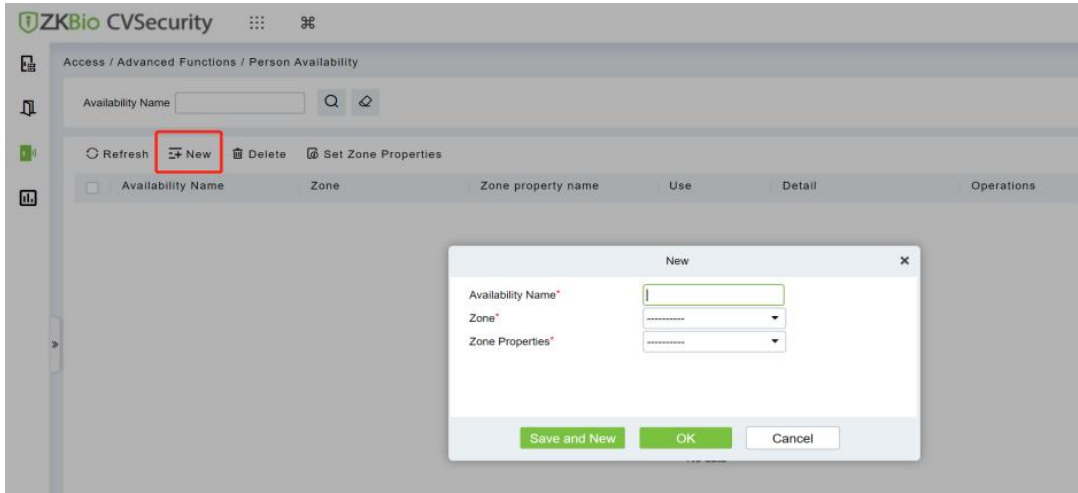 ZKBio CVSecurity
Access / Advanced Functions / Person Availability
Availability Name
Refresh New Delete Set Zone Properties
Availability Name Zone Zone property name Use Detail Operations
New
Availability Name*
Zone* ----------
Zone Properties* ----------
Save and New OK Cancel